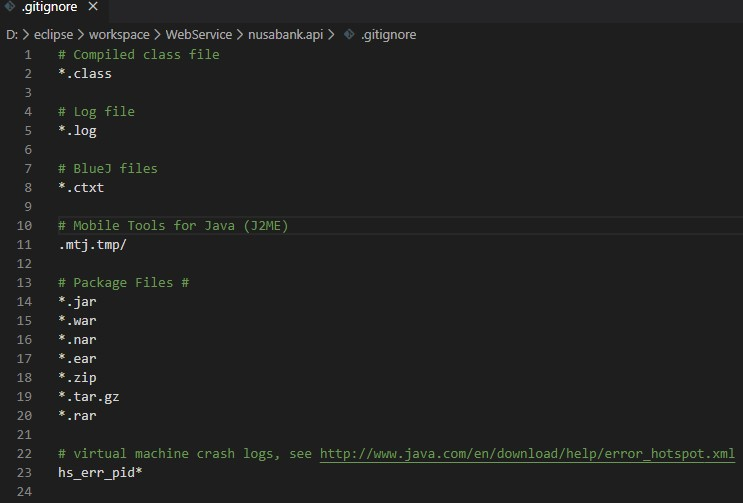 .gitignore ×
D: > eclipse > workspace > WebService > nusabank.api > .gitignore
1 # Compiled class file
2 *.class
3
4 # Log file
5 *.log
6
7 # BlueJ files
8 *.ctxt
9
10 # Mobile Tools for Java (J2ME)
11 .mtj.tmp/
12
13 # Package Files #
14 *.jar
15 *.war
16 *.nar
17 *.ear
18 *.zip
19 *.tar.gz
20 *.rar
21
22 # virtual machine crash logs, see http://www.java.com/en/download/help/error_hotspot.xml
23 hs_err_pid*
24